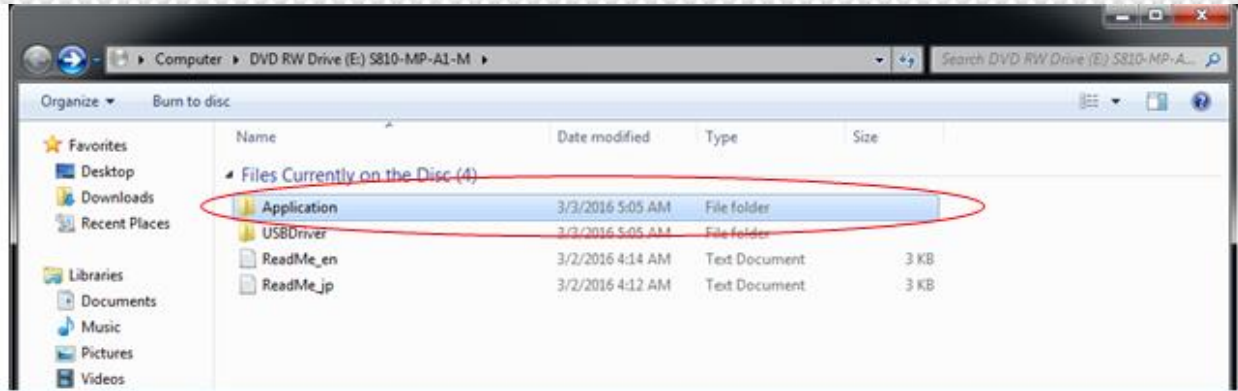 Computer ▸ DVD RW Drive (E:) S810-MP-A1-M ▸ Search DVD RW Drive (E:) S810-MP-A...
Organize Burn to disc
Name Date modified Type Size
Favorites
Desktop
Downloads
Recent Places
Libraries
Documents
Music
Pictures
Videos
Files Currently on the Disc (4)
Application 3/3/2016 5:05 AM File folder
USBDriver 3/3/2016 5:05 AM File folder
ReadMe_en 3/2/2016 4:14 AM Text Document 3 KB
ReadMe_jp 3/2/2016 4:12 AM Text Document 3 KB